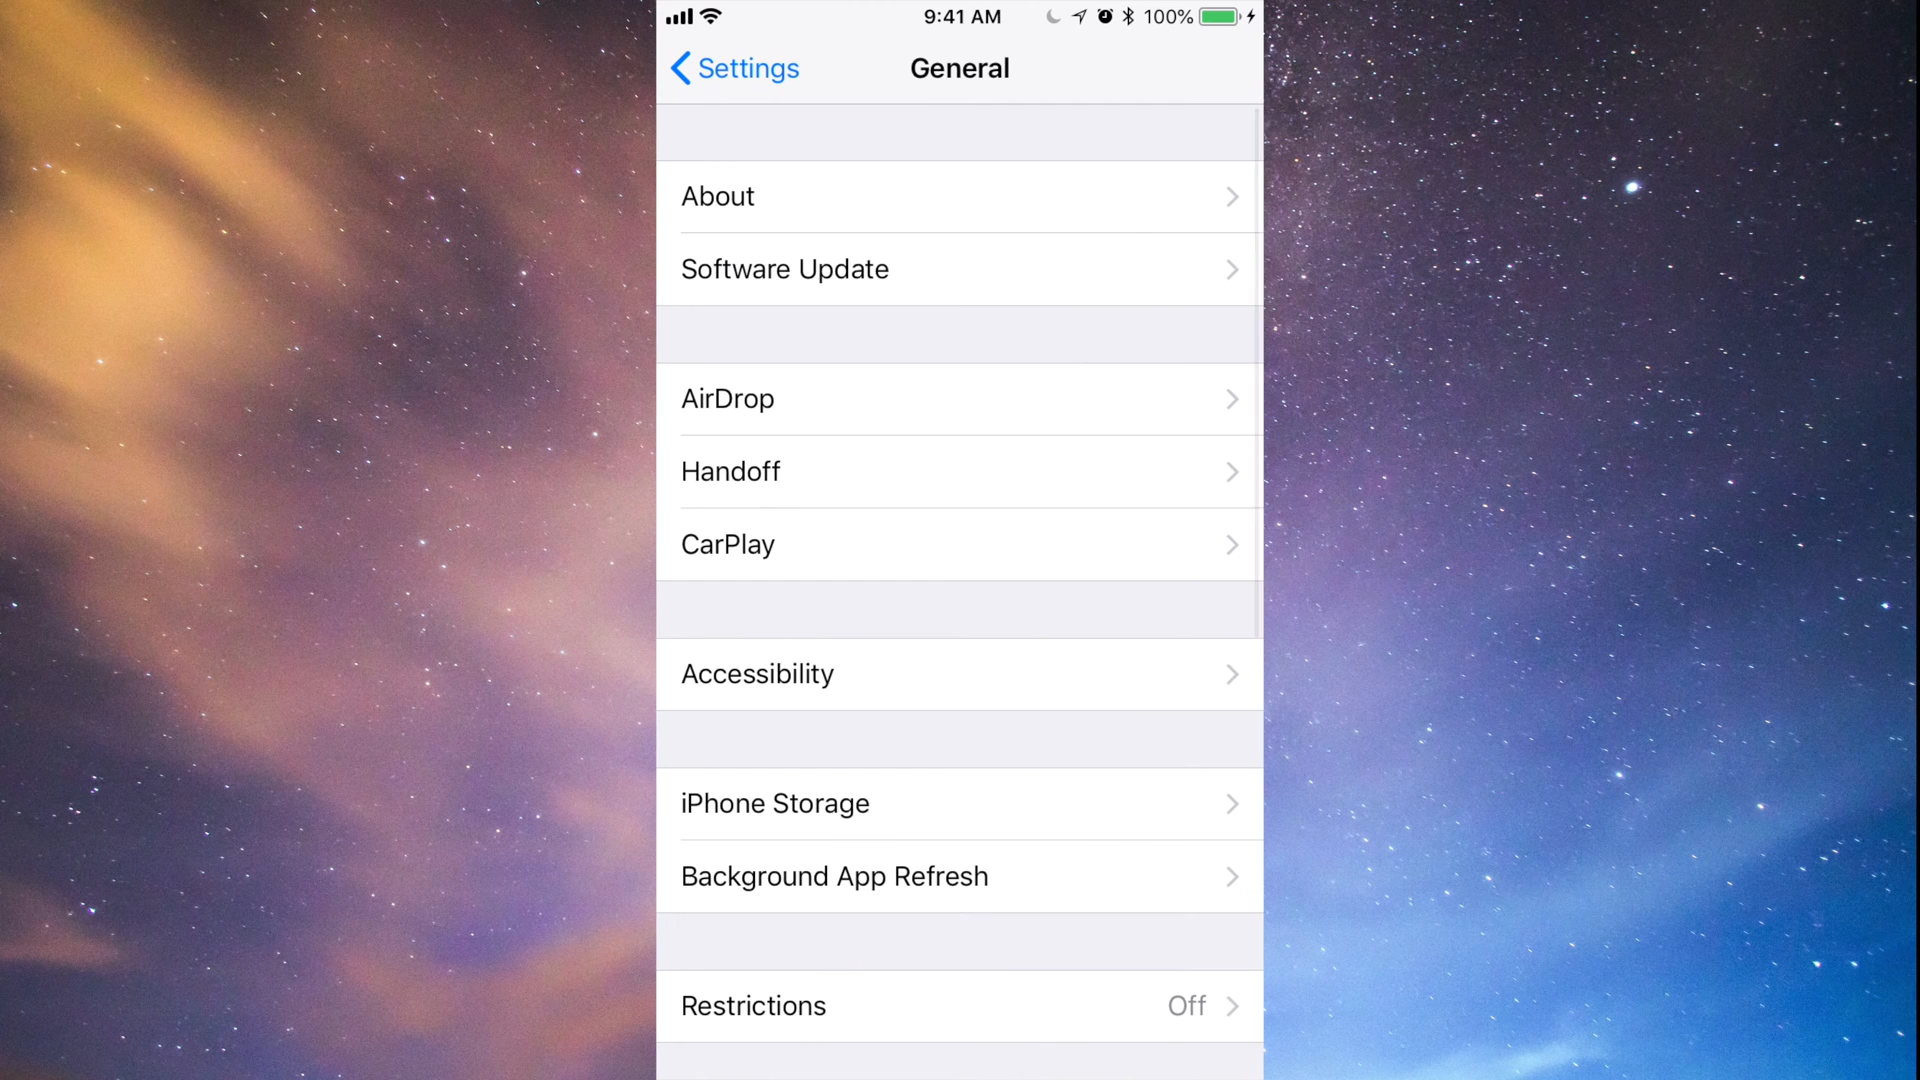 9:41 AM 100%
Settings General
About
Software Update
AirDrop
Handoff
CarPlay
Accessibility
iPhone Storage
Background App Refresh
Restrictions Off